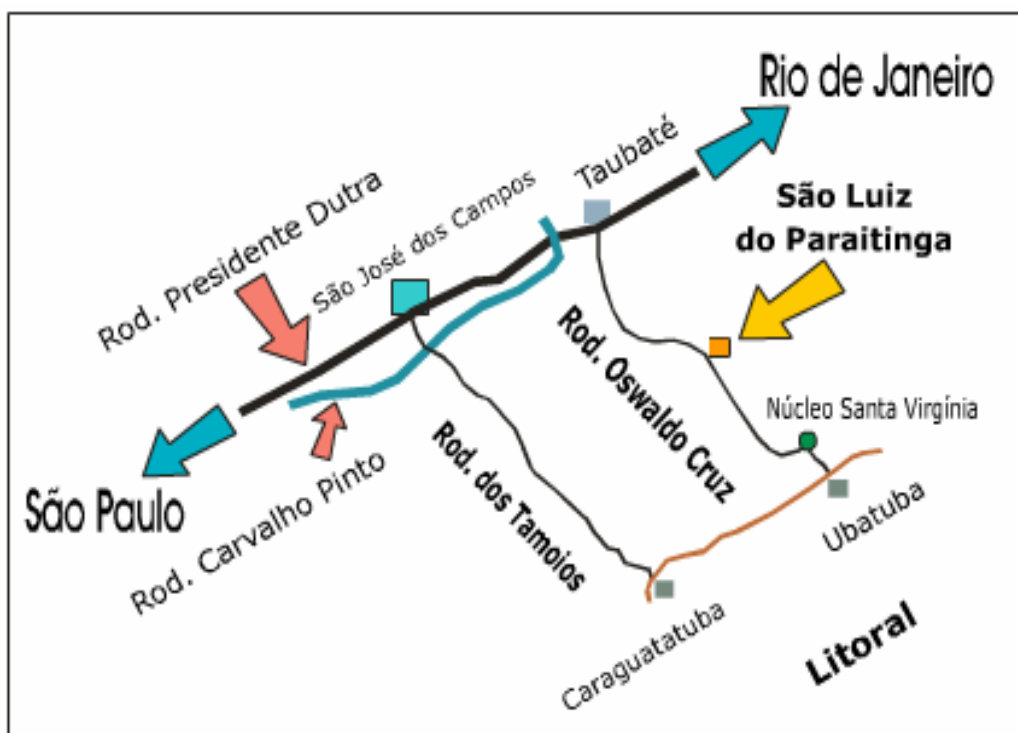 Rio de Janeiro
Taubaté
São Luiz
do Paraitinga
Rod. Presidente Dutra
São José dos Campos
Rod. Oswaldo Cruz
Núcleo Santa Virgínia
São Paulo
Rod. Carvalho Pinto
Rod. dos Tamoios
Ubatuba
Caraguatatuba
Litoral